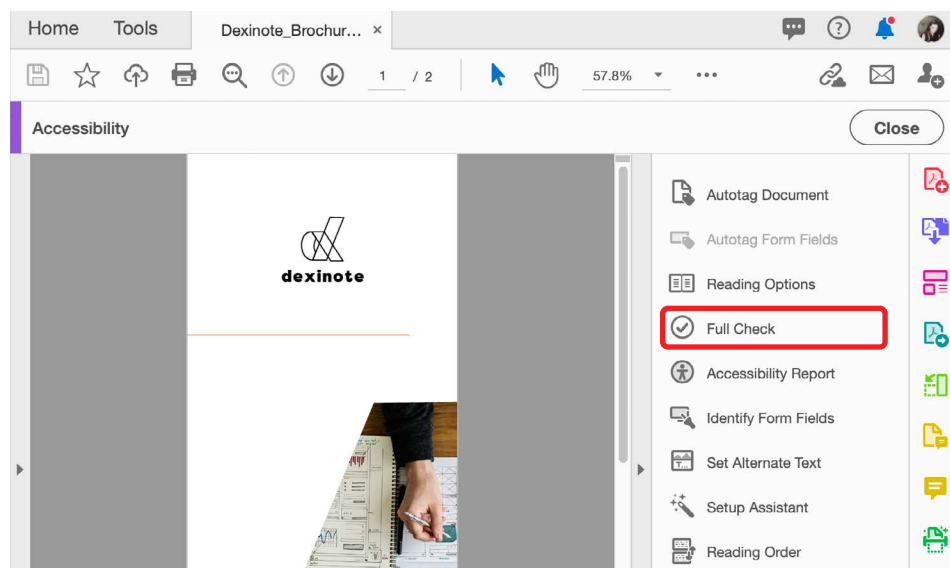 Home Tools Dexinote_Brochur… ×
1 / 2 57.8%
Accessibility Close
dexinote
Autotag Document
Autotag Form Fields
Reading Options
Full Check
Accessibility Report
Identify Form Fields
Set Alternate Text
Setup Assistant
Reading Order